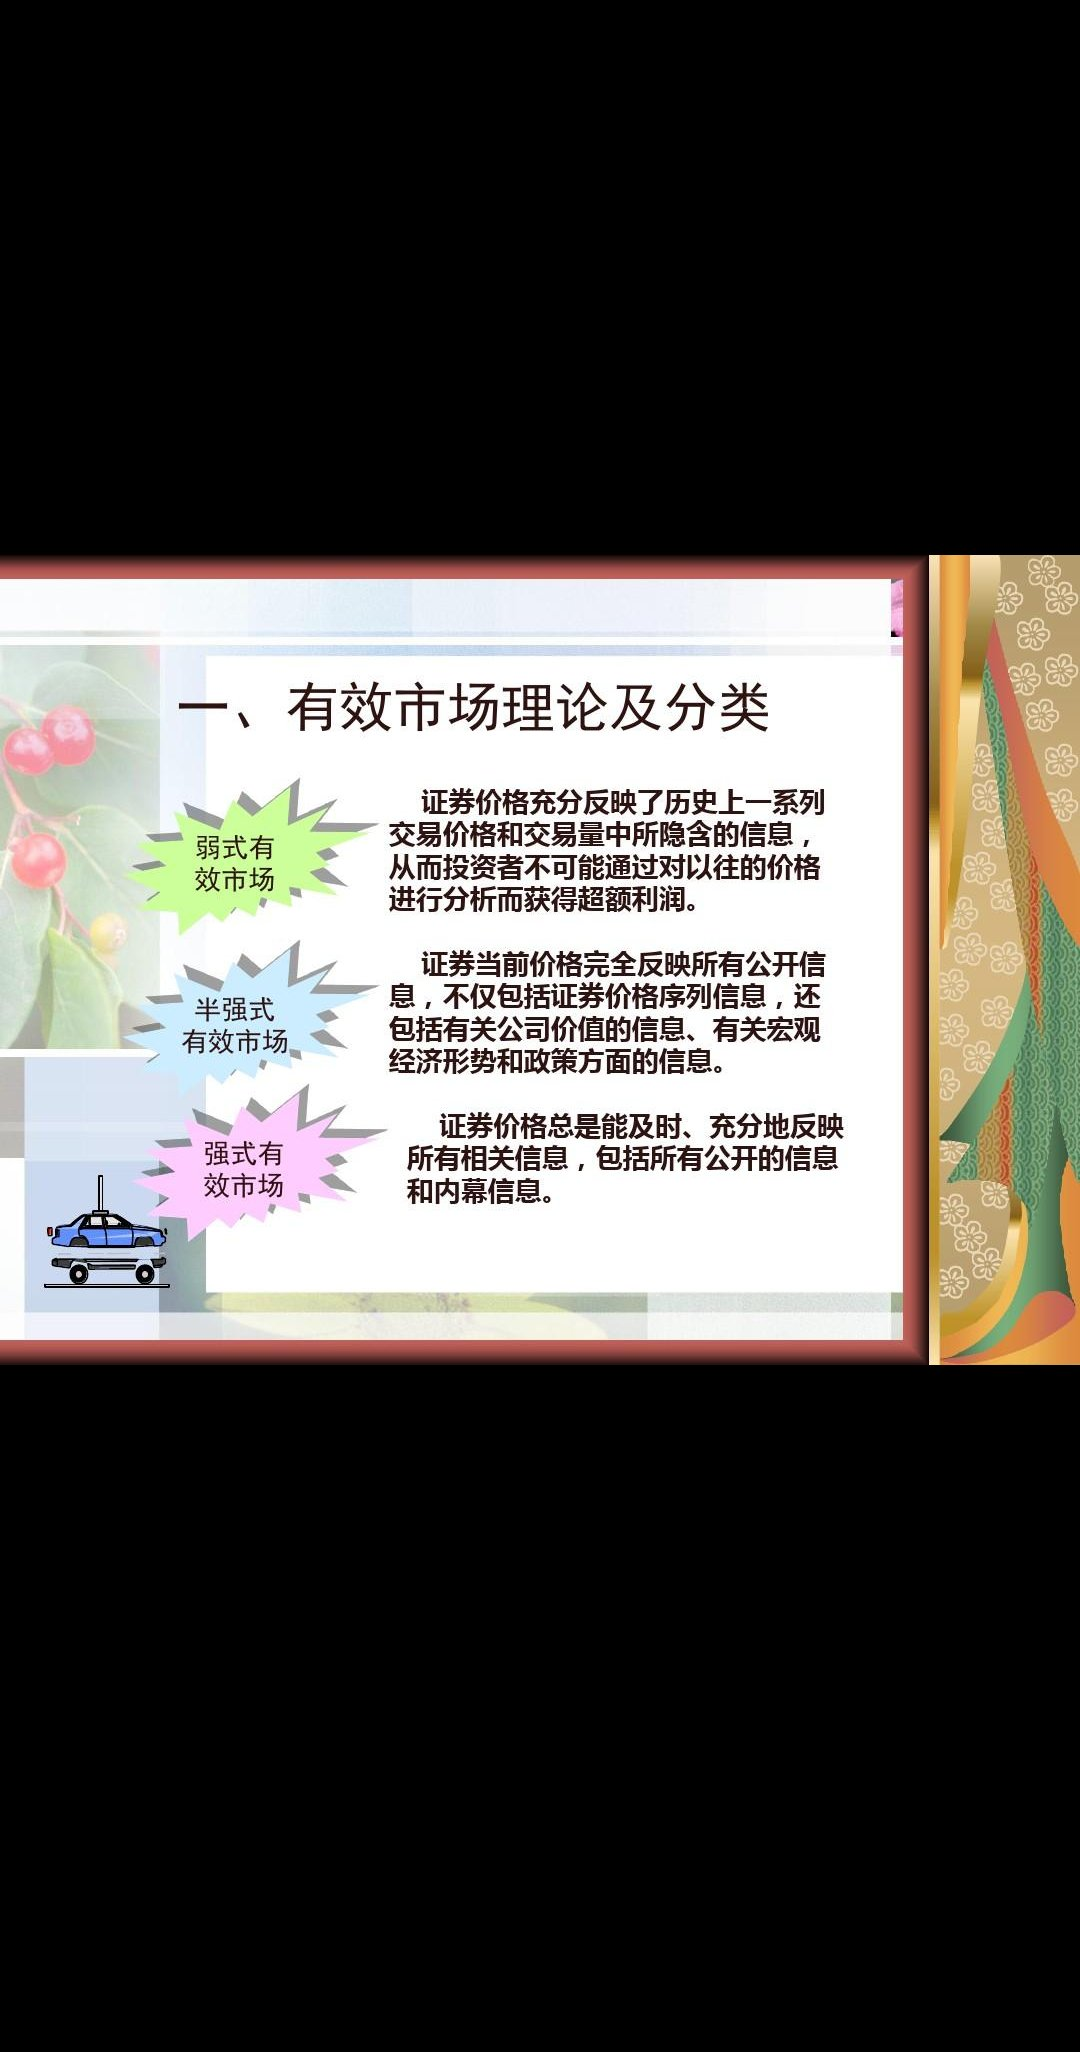 一、有效市场理论及分类
弱式有
效市场
证券价格充分反映了历史上一系列
交易价格和交易量中所隐含的信息，
从而投资者不可能通过对以往的价格
进行分析而获得超额利润。
半强式
有效市场
证券当前价格完全反映所有公开信
息，不仅包括证券价格序列信息，还
包括有关公司价值的信息、有关宏观
经济形势和政策方面的信息。
强式有
效市场
证券价格总是能及时、充分地反映
所有相关信息，包括所有公开的信息
和内幕信息。